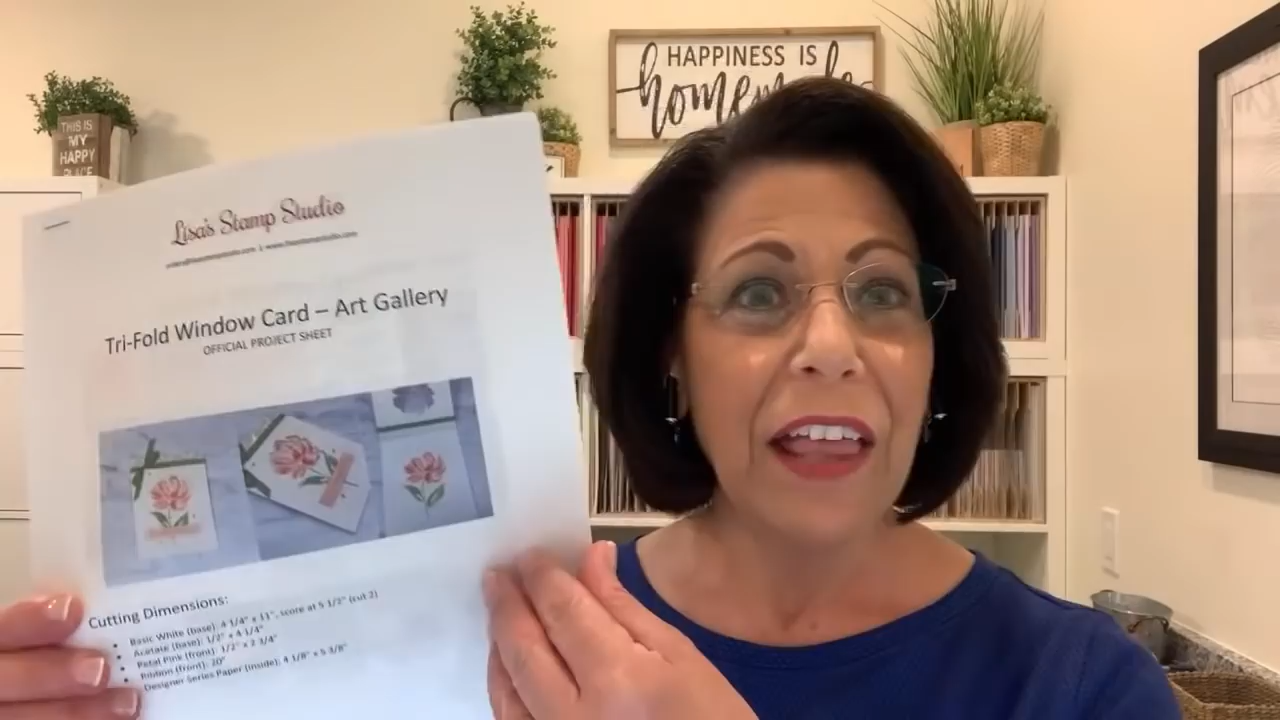 HAPPINESS IS
THIS IS
MY
HAPPY
PLACE
Lisa's Stamp Studio
Tri-Fold Window Card – Art Gallery
OFFICIAL PROJECT SHEET
Cutting Dimensions:
Basic White (base): 4 1/4" x 11", score at 5 1/2" (cut 2)
Acetate (base): 1/2" x 4 1/4"
Petal Pink (front): 1/2" x 2 3/4"
Ribbon (front): 20"
Designer Series Paper (inside): 4 1/8" x 5 3/8"